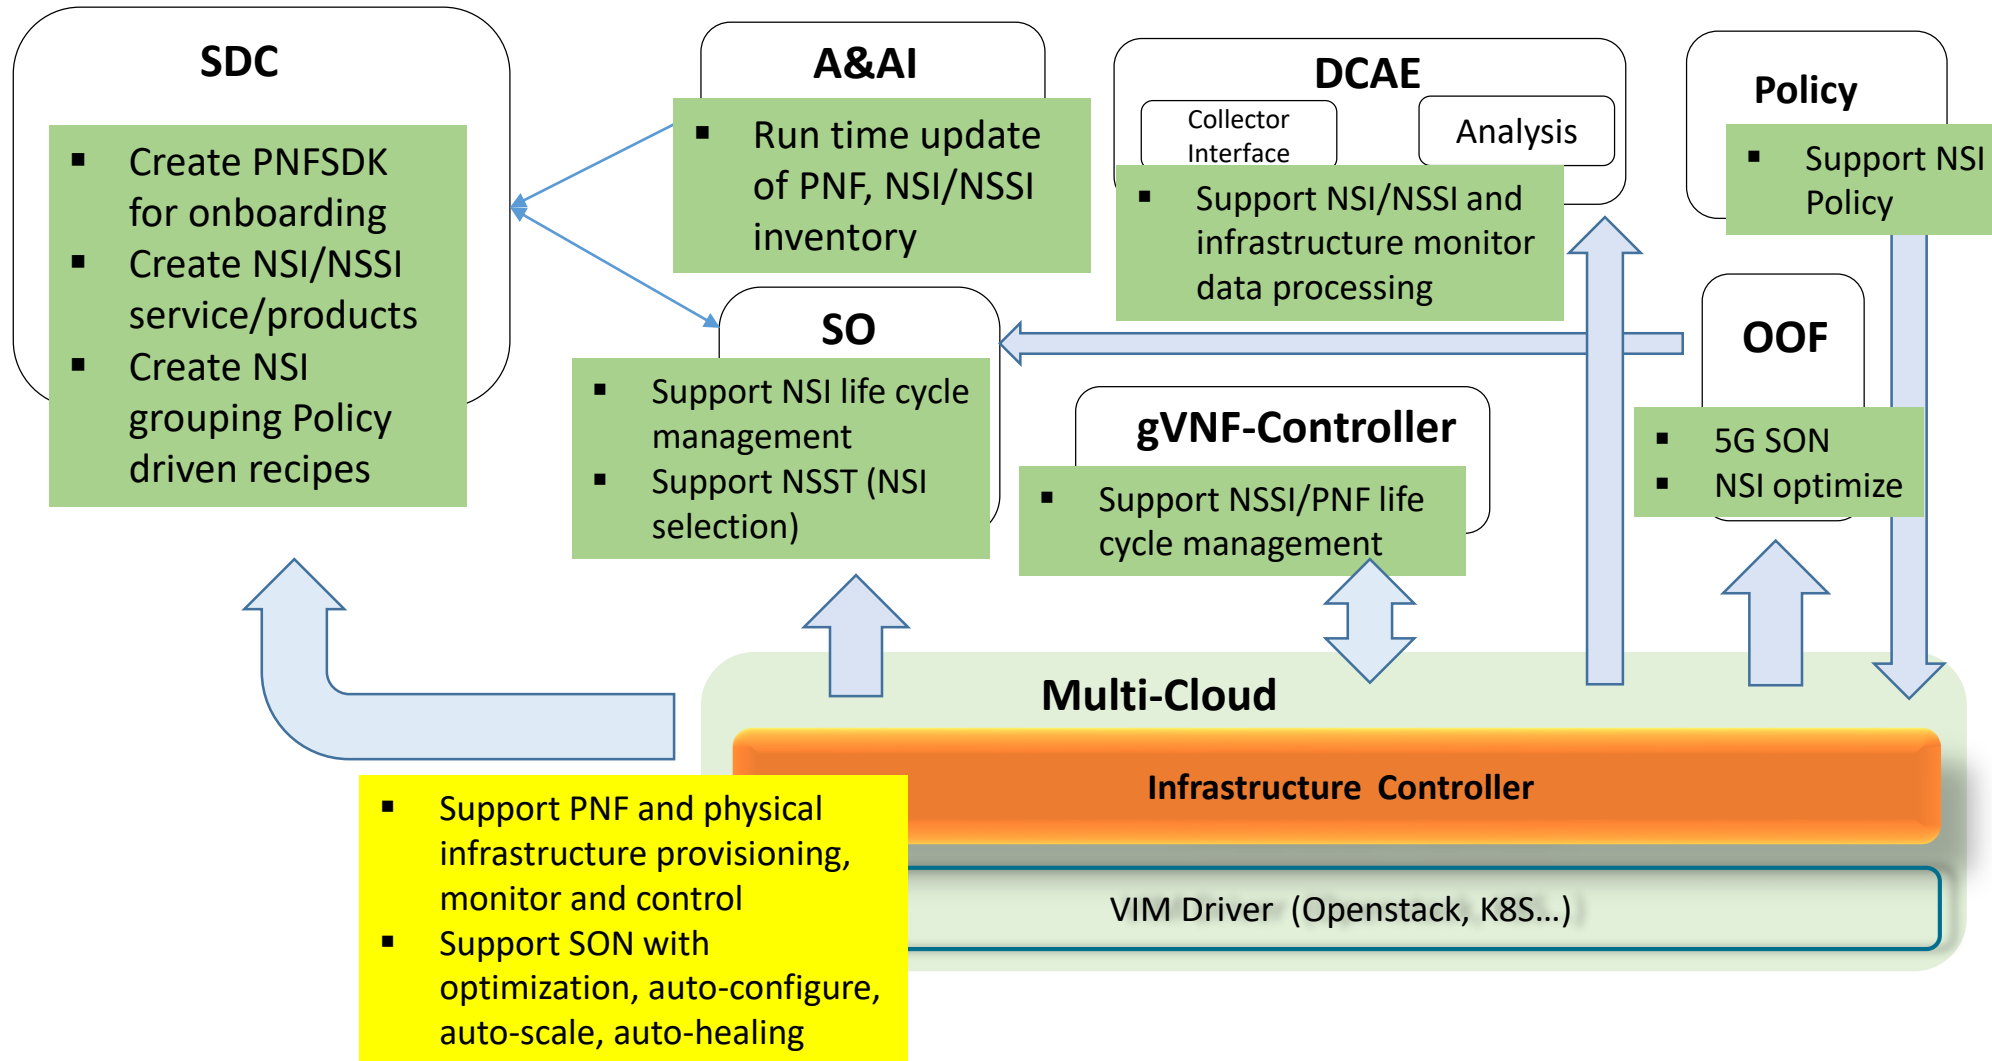 SDC
▪ Create PNFSDK
for onboarding
▪ Create NSI/NSSI
service/products
▪ Create NSI
grouping Policy
driven recipes
A&AI
▪ Run time update
of PNF, NSI/NSSI
inventory
DCAE
Collector
Interface
Analysis
▪ Support NSI/NSSI and
infrastructure monitor
data processing
Policy
▪ Support NSI
Policy
SO
▪ Support NSI life cycle
management
▪ Support NSST (NSI
selection)
gVNF-Controller
▪ Support NSSI/PNF life
cycle management
OOF
▪ 5G SON
▪ NSI optimize
Multi-Cloud
Infrastructure Controller
VIM Driver (Openstack, K8S...)
▪ Support PNF and physical
infrastructure provisioning,
monitor and control
▪ Support SON with
optimization, auto-configure,
auto-scale, auto-healing